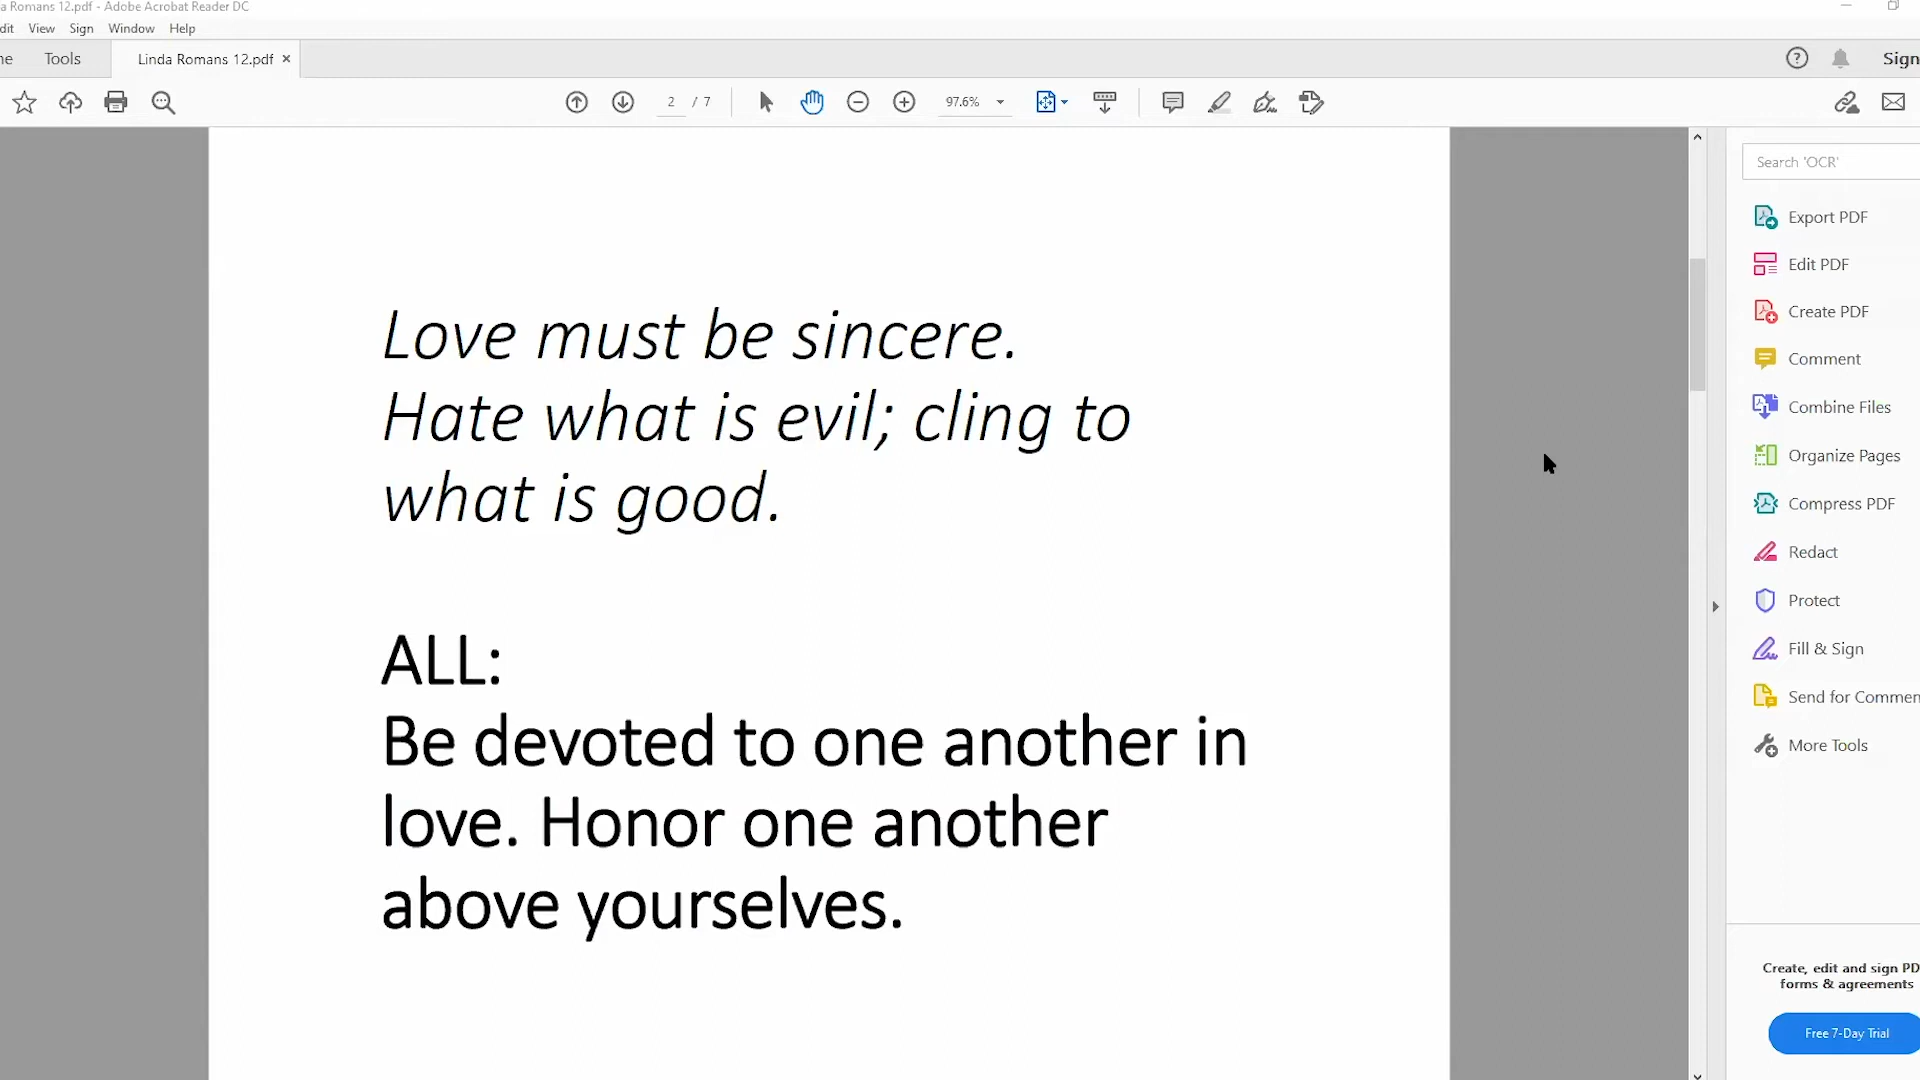 a Romans 12.pdf - Adobe Acrobat Reader DC
dit View Sign Window Help
ne Tools Linda Romans 12.pdf × Sign
2 / 7 97.6%
Search 'OCR'
Export PDF
Edit PDF
Create PDF
Comment
Combine Files
Organize Pages
Compress PDF
Redact
Protect
Fill & Sign
Send for Commen
More Tools
Create, edit and sign PD
forms & agreements
Free 7-Day Trial
Love must be sincere.
Hate what is evil; cling to
what is good.
ALL:
Be devoted to one another in
love. Honor one another
above yourselves.